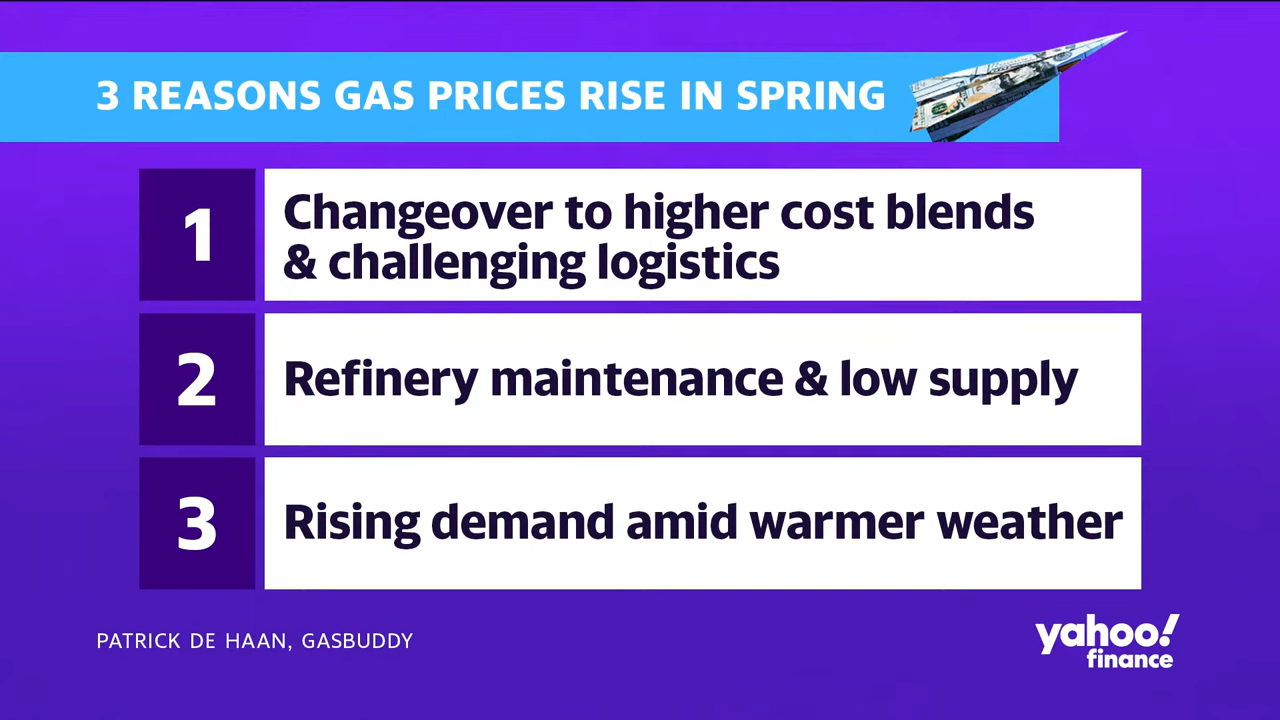 3 REASONS GAS PRICES RISE IN SPRING
1
Changeover to higher cost blends
& challenging logistics
2
Refinery maintenance & low supply
3
Rising demand amid warmer weather
PATRICK DE HAAN, GASBUDDY
yahoo!
finance